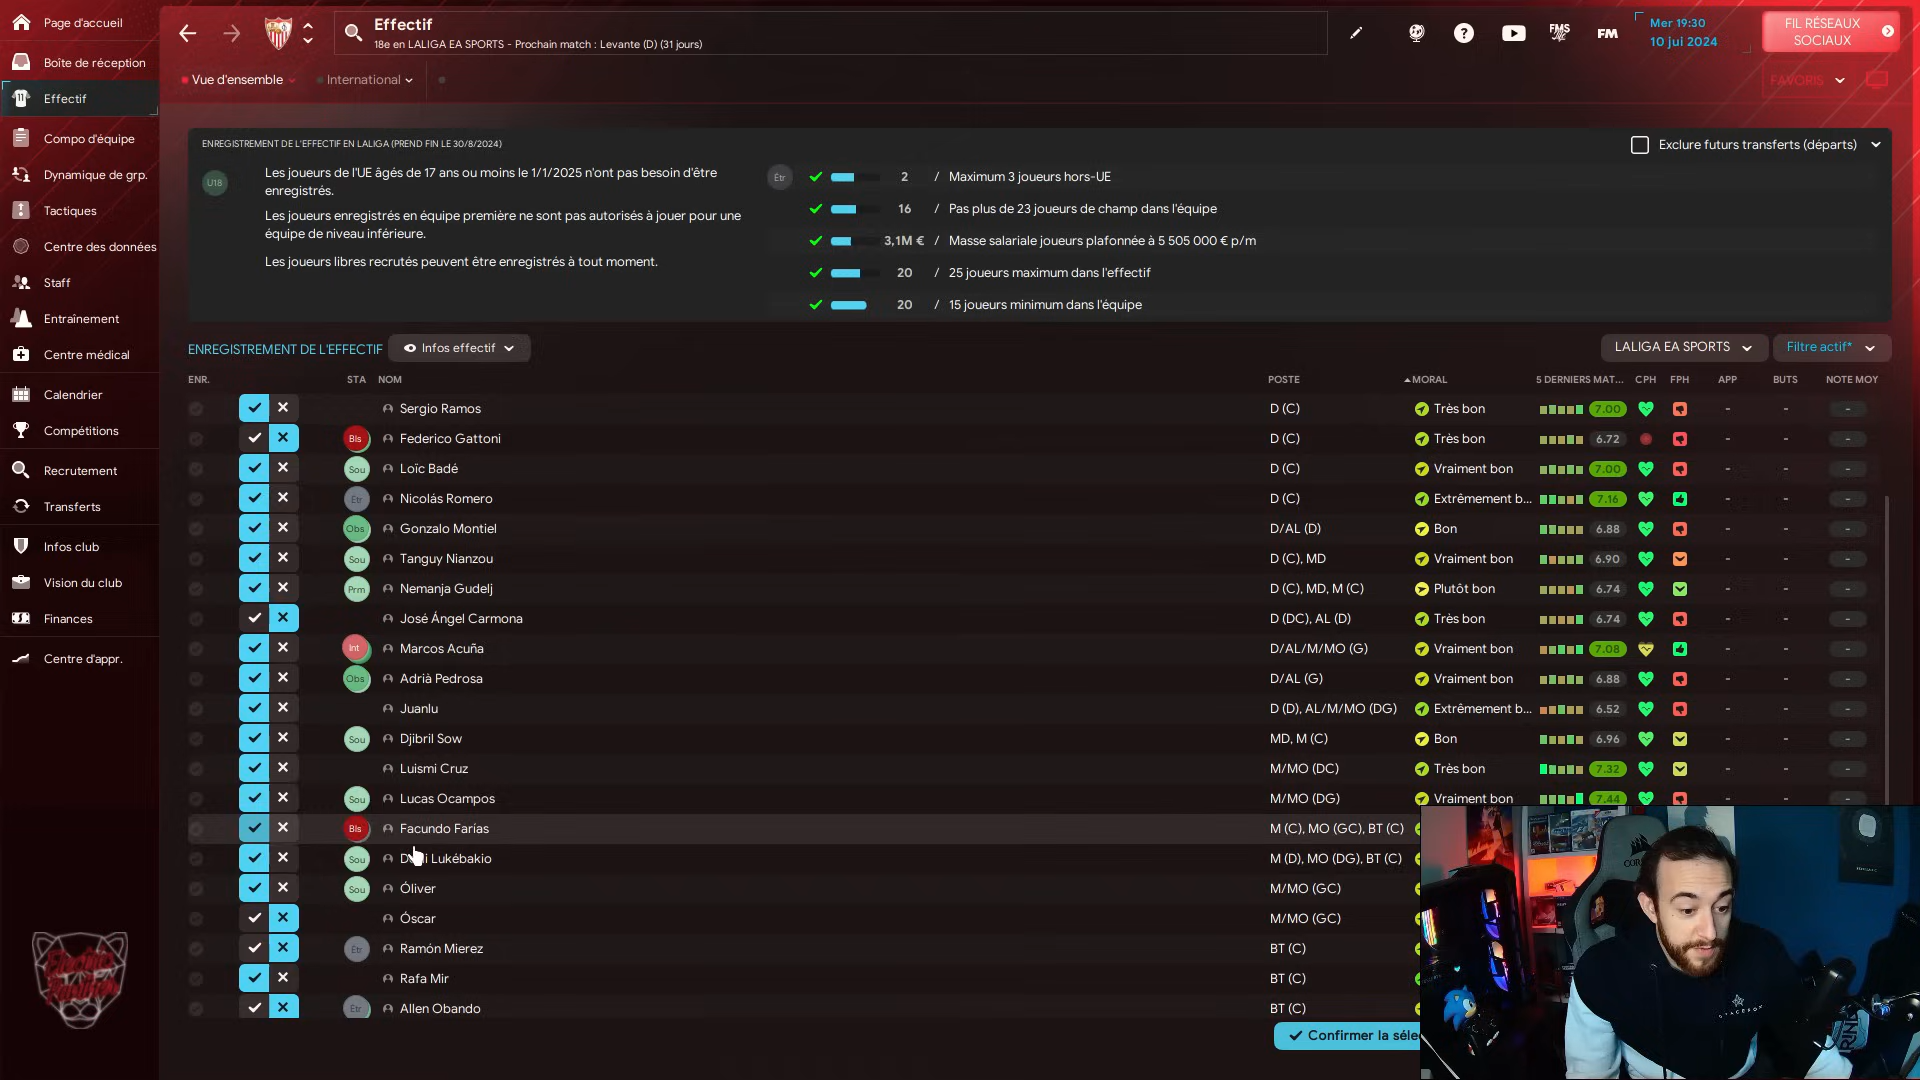 Page d'accueil
Boîte de réception
Effectif
Compo d'équipe
Dynamique de grp.
Tactiques
Centre des données
Staff
Entraînement
Centre médical
Calendrier
Compétitions
Recrutement
Transferts
Infos club
Vision du club
Finances
Centre d'appr.
Effectif
18e en LALIGA EA SPORTS - Prochain match : Levante (D) (31 jours)
FMS
FM
Mer 19:30
10 jui 2024
FIL RÉSEAUX
SOCIAUX
Vue d'ensemble
International
FAVORIS
ENREGISTREMENT DE L'EFFECTIF EN LALIGA (PREND FIN LE 30/8/2024)
Exclure futurs transferts (départs)
U18
Les joueurs de l'UE âgés de 17 ans ou moins le 1/1/2025 n'ont pas besoin d'être
enregistrés.
Les joueurs enregistrés en équipe première ne sont pas autorisés à jouer pour une
équipe de niveau inférieure.
Les joueurs libres recrutés peuvent être enregistrés à tout moment.
Étr 2 / Maximum 3 joueurs hors-UE
16 / Pas plus de 23 joueurs de champ dans l'équipe
3,1M € / Masse salariale joueurs plafonnée à 5 505 000 € p/m
20 / 25 joueurs maximum dans l'effectif
20 / 15 joueurs minimum dans l'équipe
ENREGISTREMENT DE L'EFFECTIF Infos effectif LALIGA EA SPORTS Filtre actif*
ENR. STA NOM POSTE MORAL 5 DERNIERS MAT... CPH FPH APP BUTS NOTE MOY
Sergio Ramos D (C) Très bon 7.00 - - -
Bls Federico Gattoni D (C) Très bon 6.72 - - -
Sou Loïc Badé D (C) Vraiment bon 7.00 - - -
Étr Nicolás Romero D (C) Extrêmement b... 7.16 - - -
Obs Gonzalo Montiel D/AL (D) Bon 6.88 - - -
Sou Tanguy Nianzou D (C), MD Vraiment bon 6.90 - - -
Prm Nemanja Gudelj D (C), MD, M (C) Plutôt bon 6.74 - - -
José Ángel Carmona D (DC), AL (D) Très bon 6.74 - - -
Int Marcos Acuña D/AL/M/MO (G) Vraiment bon 7.08 - - -
Obs Adrià Pedrosa D/AL (G) Vraiment bon 6.88 - - -
Juanlu D (D), AL/M/MO (DG) Extrêmement b... 6.52 - - -
Sou Djibril Sow MD, M (C) Bon 6.96 - - -
Luismi Cruz M/MO (DC) Très bon 7.32 - - -
Sou Lucas Ocampos M/MO (DG) Vraiment bon 7.44 - - -
Bls Facundo Farías M (C), MO (GC), BT (C)
Sou Lukébakio M (D), MO (DG), BT (C)
Sou Óliver M/MO (GC)
Óscar M/MO (GC)
Étr Ramón Mierez BT (C)
Rafa Mir BT (C)
Étr Allen Obando BT (C)
Confirmer la séle